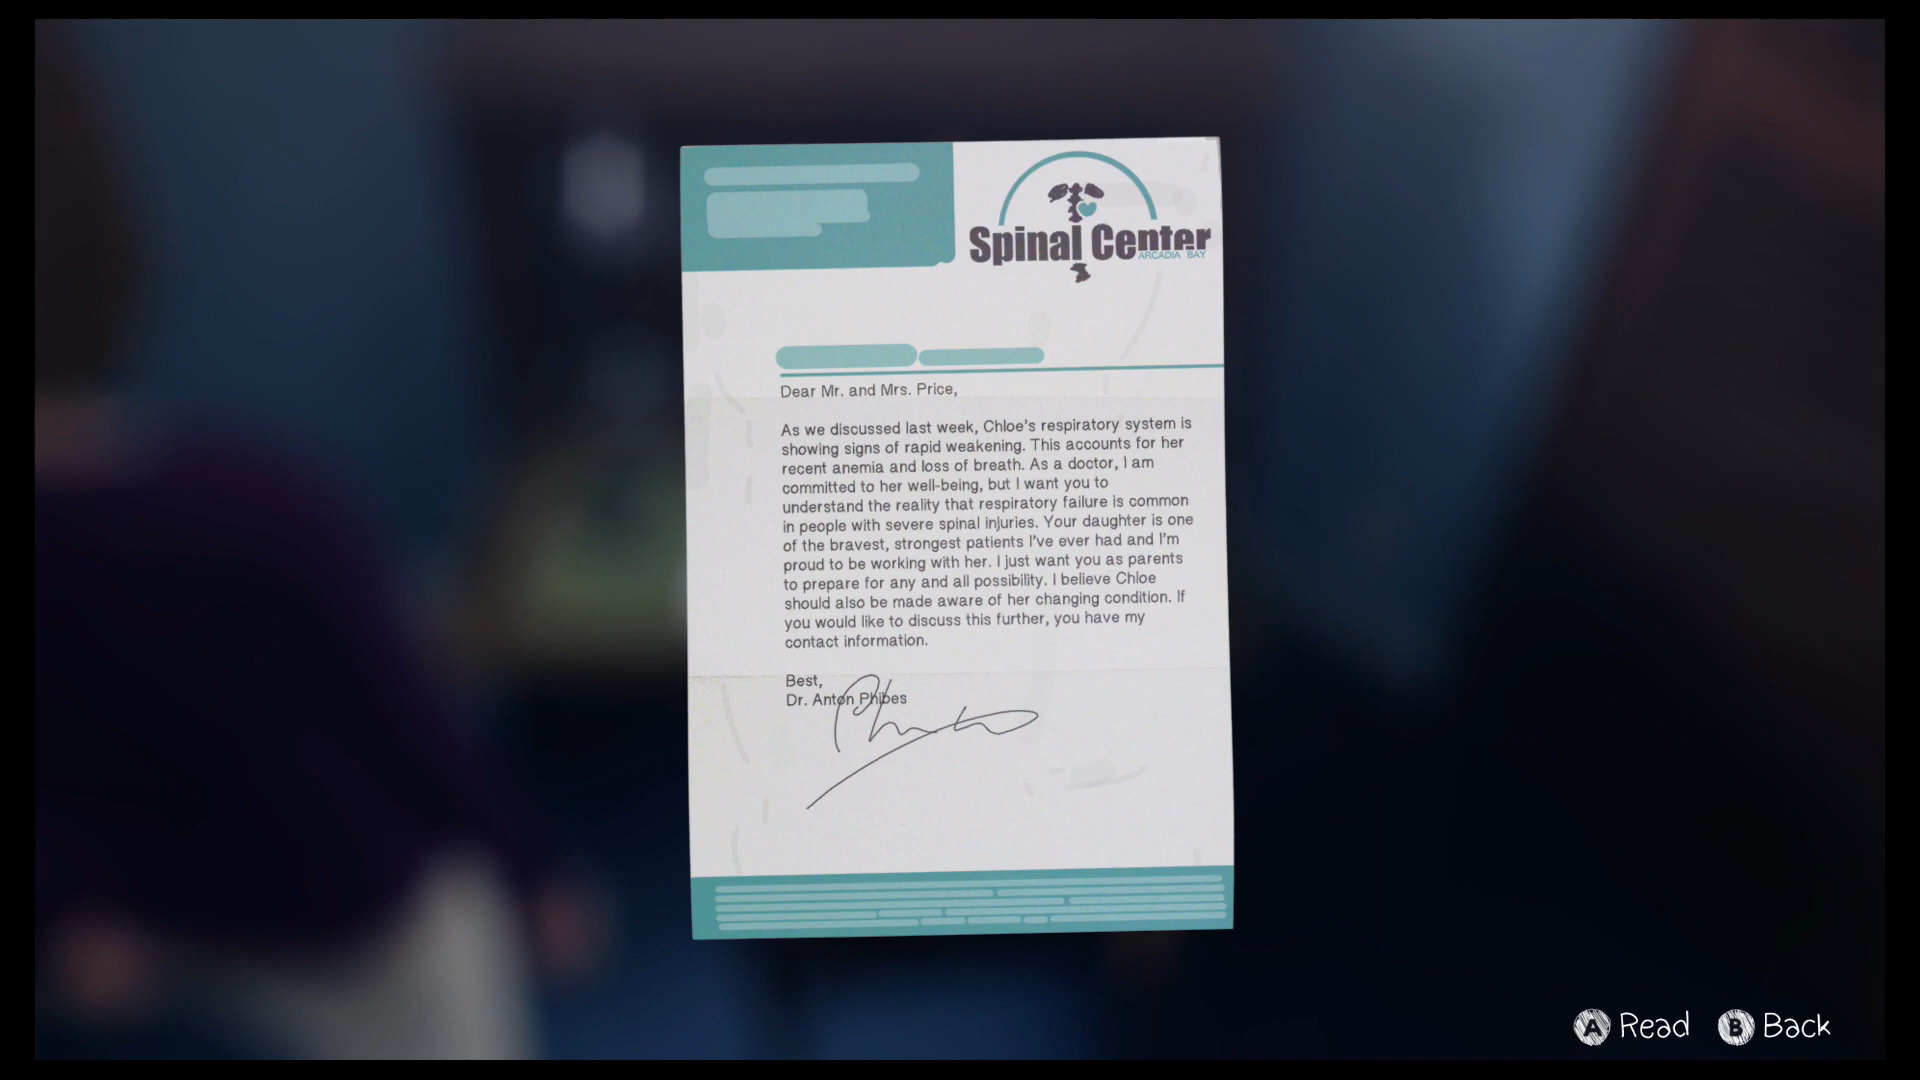 Spinal Center
ARCADIA BAY
Dear Mr. and Mrs. Price,
As we discussed last week, Chloe's respiratory system is
showing signs of rapid weakening. This accounts for her
recent anemia and loss of breath. As a doctor, I am
committed to her well-being, but I want you to
understand the reality that respiratory failure is common
in people with severe spinal injuries. Your daughter is one
of the bravest, strongest patients I've ever had and I'm
proud to be working with her. I just want you as parents
to prepare for any and all possibility. I believe Chloe
should also be made aware of her changing condition. If
you would like to discuss this further, you have my
contact information.
Best,
Dr. Anton Phibes
A Read B Back